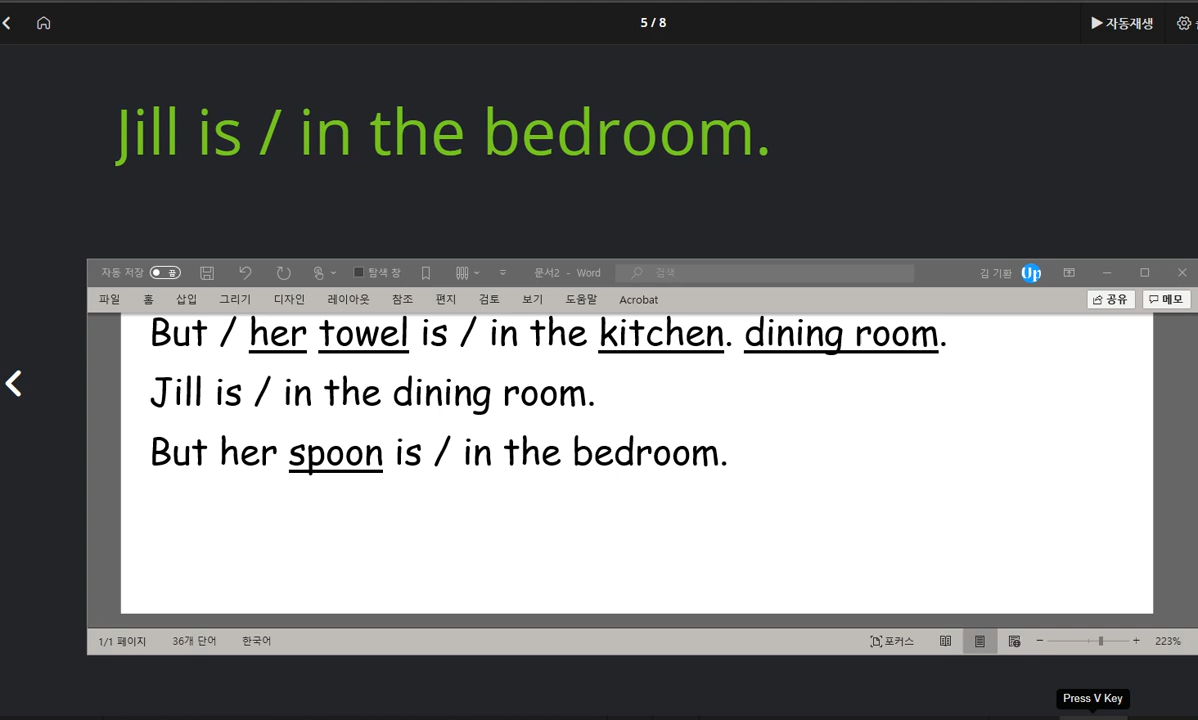 5 / 8
▶ 자동재생
Jill is / in the bedroom.
자동 저장 끔 탐색 창 문서2 - Word 검색 김 기환 Up
파일 홈 삽입 그리기 디자인 레이아웃 참조 편지 검토 보기 도움말 Acrobat 공유 메모
But / her towel is / in the kitchen. dining room.
Jill is / in the dining room.
But her spoon is / in the bedroom.
1/1 페이지 36개 단어 한국어 포커스 223%
Press V Key